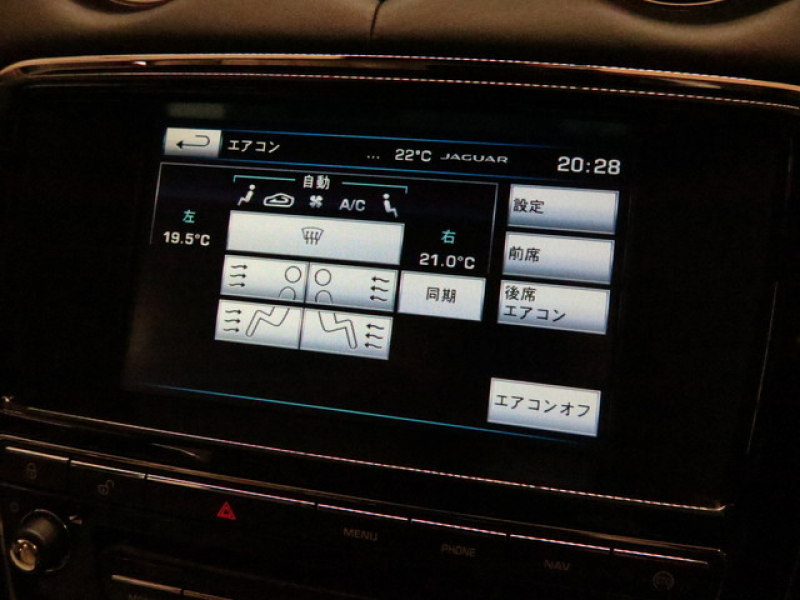 エアコン
... 22°C JAGUAR 20:28
自動
A/C
左
19.5°C
右
21.0°C
同期
設定
前席
後席
エアコン
エアコンオフ
MENU
PHONE
NAV